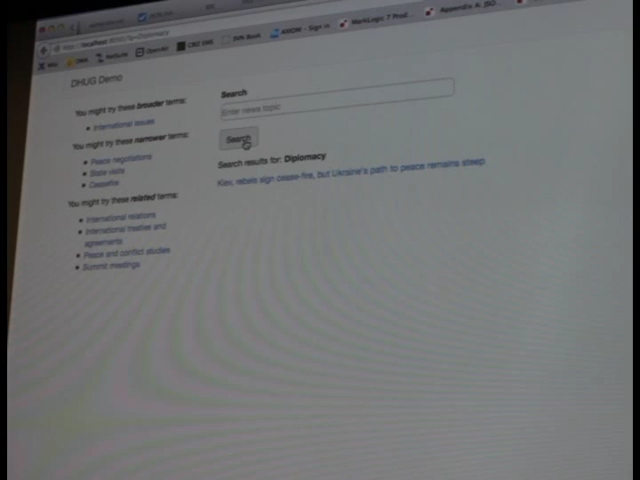 DHUG Demo
You might try these broader terms:
International issues
You might try these narrower terms:
Peace negotiations
State visits
Ceasefire
You might try these related terms:
International relations
International treaties and
agreements
Peace and conflict studies
Summit meetings
Search
Enter news topic
Search
Search results for: Diplomacy
Kiev, rebels sign cease-fire, but Ukraine's path to peace remains steep